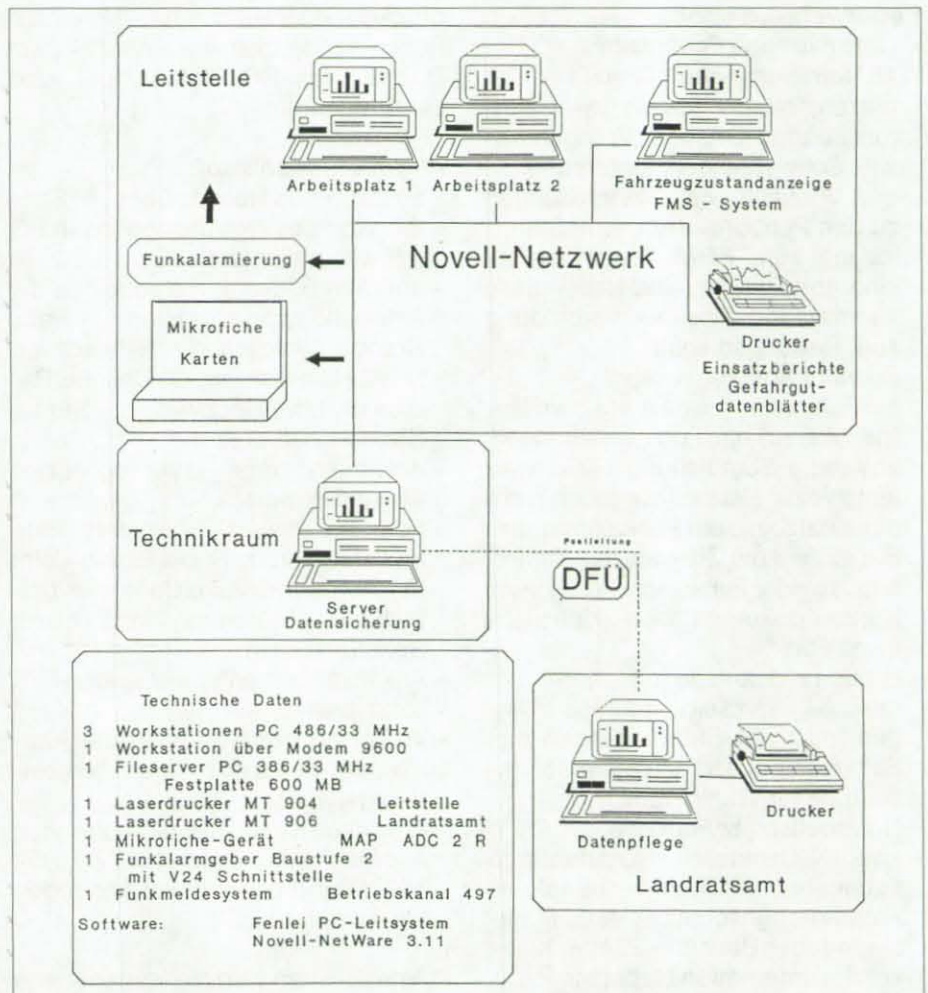 Leitstelle
Arbeitsplatz 1
Arbeitsplatz 2
Fahrzeugzustandanzeige
FMS - System
Funkalarmierung
Novell-Netzwerk
Mikrofiche
Karten
Drucker
Einsatzberichte
Gefahrgut-
datenblätter
Technikraum
Server
Datensicherung
Postleitung
DFÜ
Technische Daten
3 Workstationen PC 486/33 MHz
1 Workstation über Modem 9600
1 Fileserver PC 386/33 MHz
Festplatte 600 MB
1 Laserdrucker MT 904 Leitstelle
1 Laserdrucker MT 906 Landratsamt
1 Mikrofiche-Gerät MAP ADC 2 R
1 Funkalarmgeber Baustufe 2
mit V24 Schnittstelle
1 Funkmeldesystem Betriebskanal 497
Software: Fenlei PC-Leitsystem
Novell-NetWare 3.11
Datenpflege
Drucker
Landratsamt